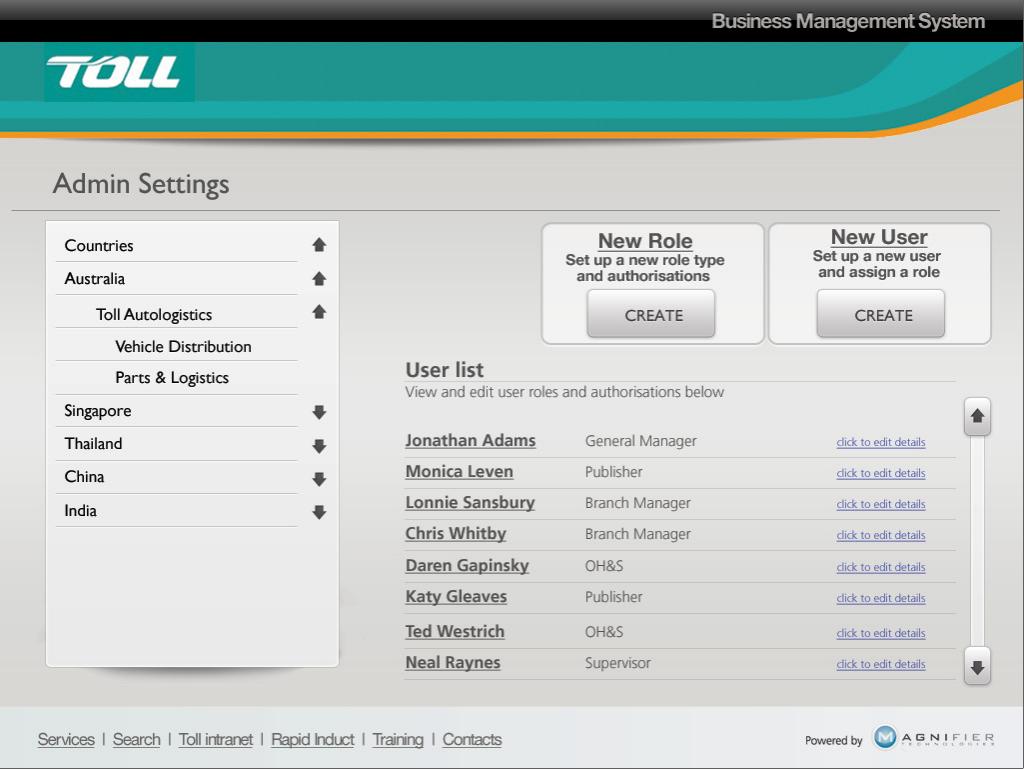 Business Management System
TOLL
Admin Settings
Countries
Australia
Toll Autologistics
Vehicle Distribution
Parts & Logistics
Singapore
Thailand
China
India
New Role
Set up a new role type
and authorisations
CREATE
New User
Set up a new user
and assign a role
CREATE
User list
View and edit user roles and authorisations below
Jonathan Adams General Manager click to edit details
Monica Leven Publisher click to edit details
Lonnie Sansbury Branch Manager click to edit details
Chris Whitby Branch Manager click to edit details
Daren Gapinsky OH&S click to edit details
Katy Gleaves Publisher click to edit details
Ted Westrich OH&S click to edit details
Neal Raynes Supervisor click to edit details
Services | Search | Toll intranet | Rapid Induct | Training | Contacts
Powered by MAGNIFIER
TECHNOLOGIES